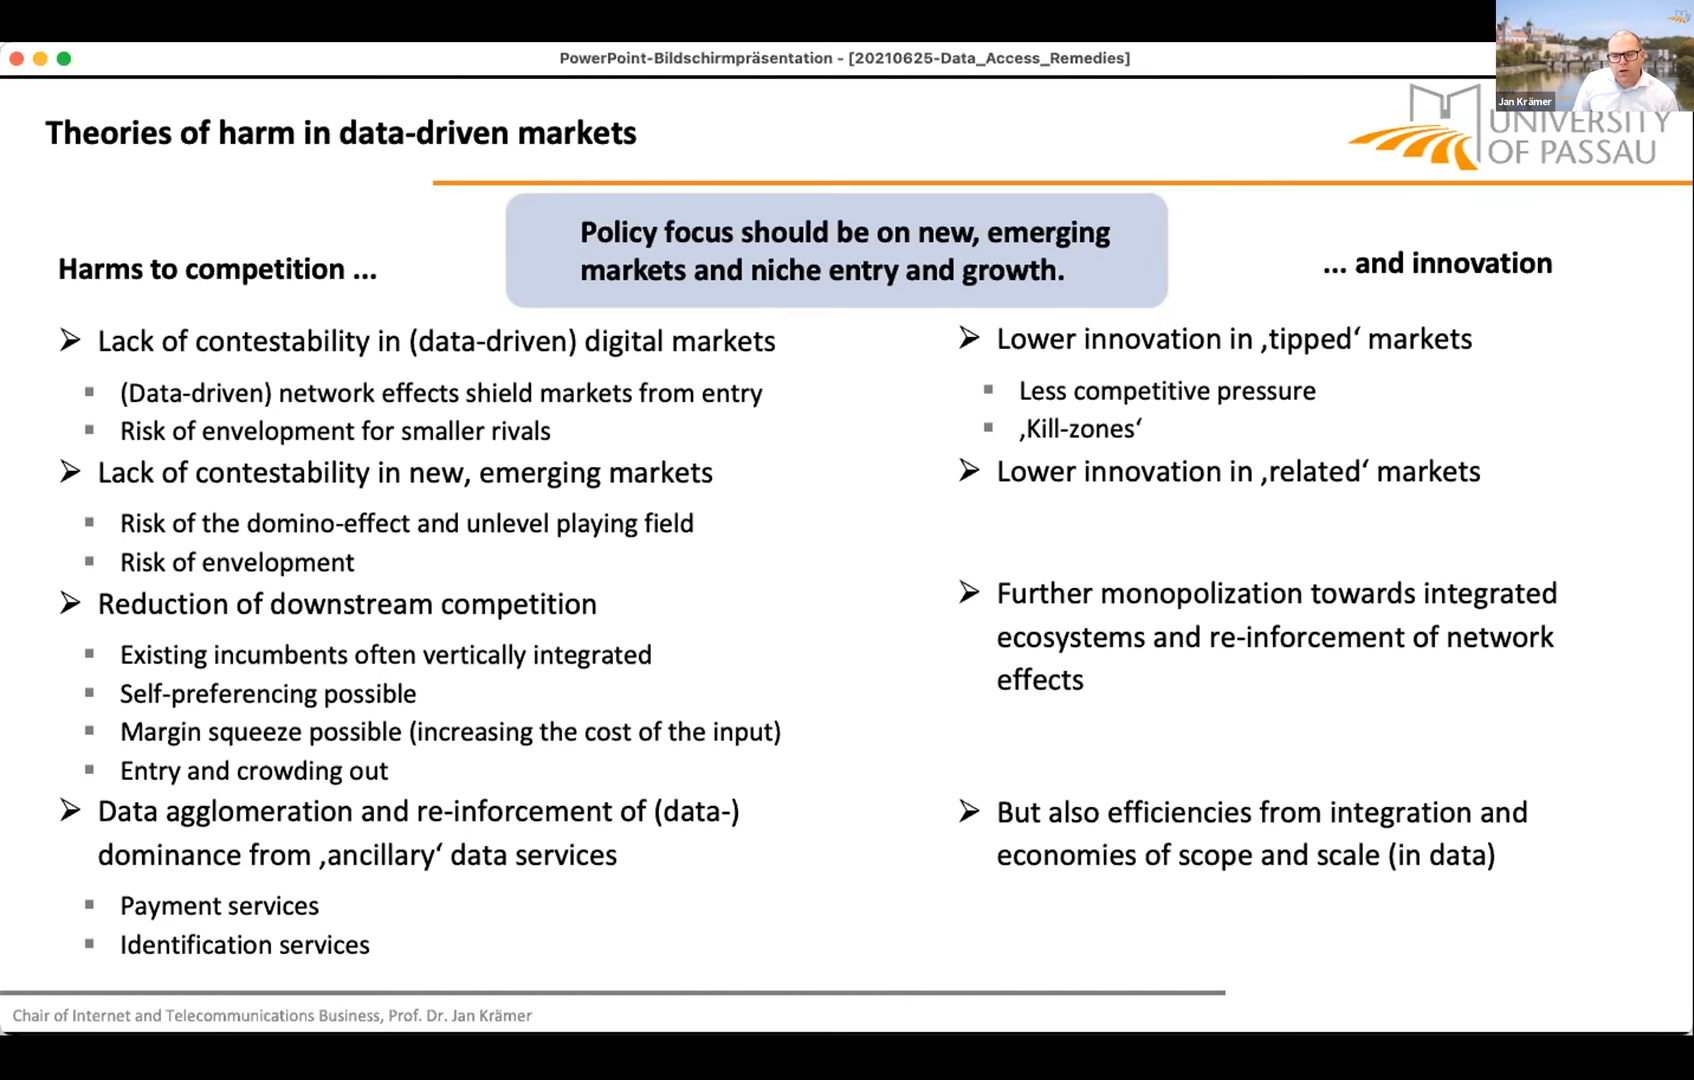 PowerPoint-Bildschirmpräsentation - [20210625-Data_Access_Remedies]
Jan Krämer
Theories of harm in data-driven markets
UNIVERSITY
OF PASSAU
Policy focus should be on new, emerging
markets and niche entry and growth.
Harms to competition ...
Lack of contestability in (data-driven) digital markets
(Data-driven) network effects shield markets from entry
Risk of envelopment for smaller rivals
Lack of contestability in new, emerging markets
Risk of the domino-effect and unlevel playing field
Risk of envelopment
Reduction of downstream competition
Existing incumbents often vertically integrated
Self-preferencing possible
Margin squeeze possible (increasing the cost of the input)
Entry and crowding out
Data agglomeration and re-inforcement of (data-)
dominance from ‚ancillary‘ data services
Payment services
Identification services
... and innovation
Lower innovation in ‚tipped‘ markets
Less competitive pressure
‚Kill-zones‘
Lower innovation in ‚related‘ markets
Further monopolization towards integrated
ecosystems and re-inforcement of network
effects
But also efficiencies from integration and
economies of scope and scale (in data)
Chair of Internet and Telecommunications Business, Prof. Dr. Jan Krämer